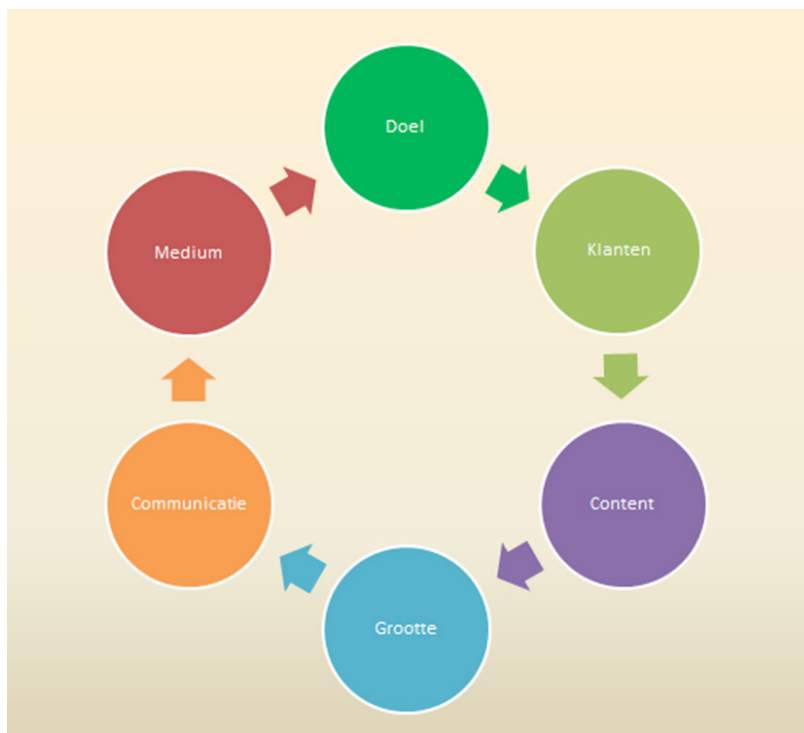 Doel
Klanten
Content
Grootte
Communicatie
Medium